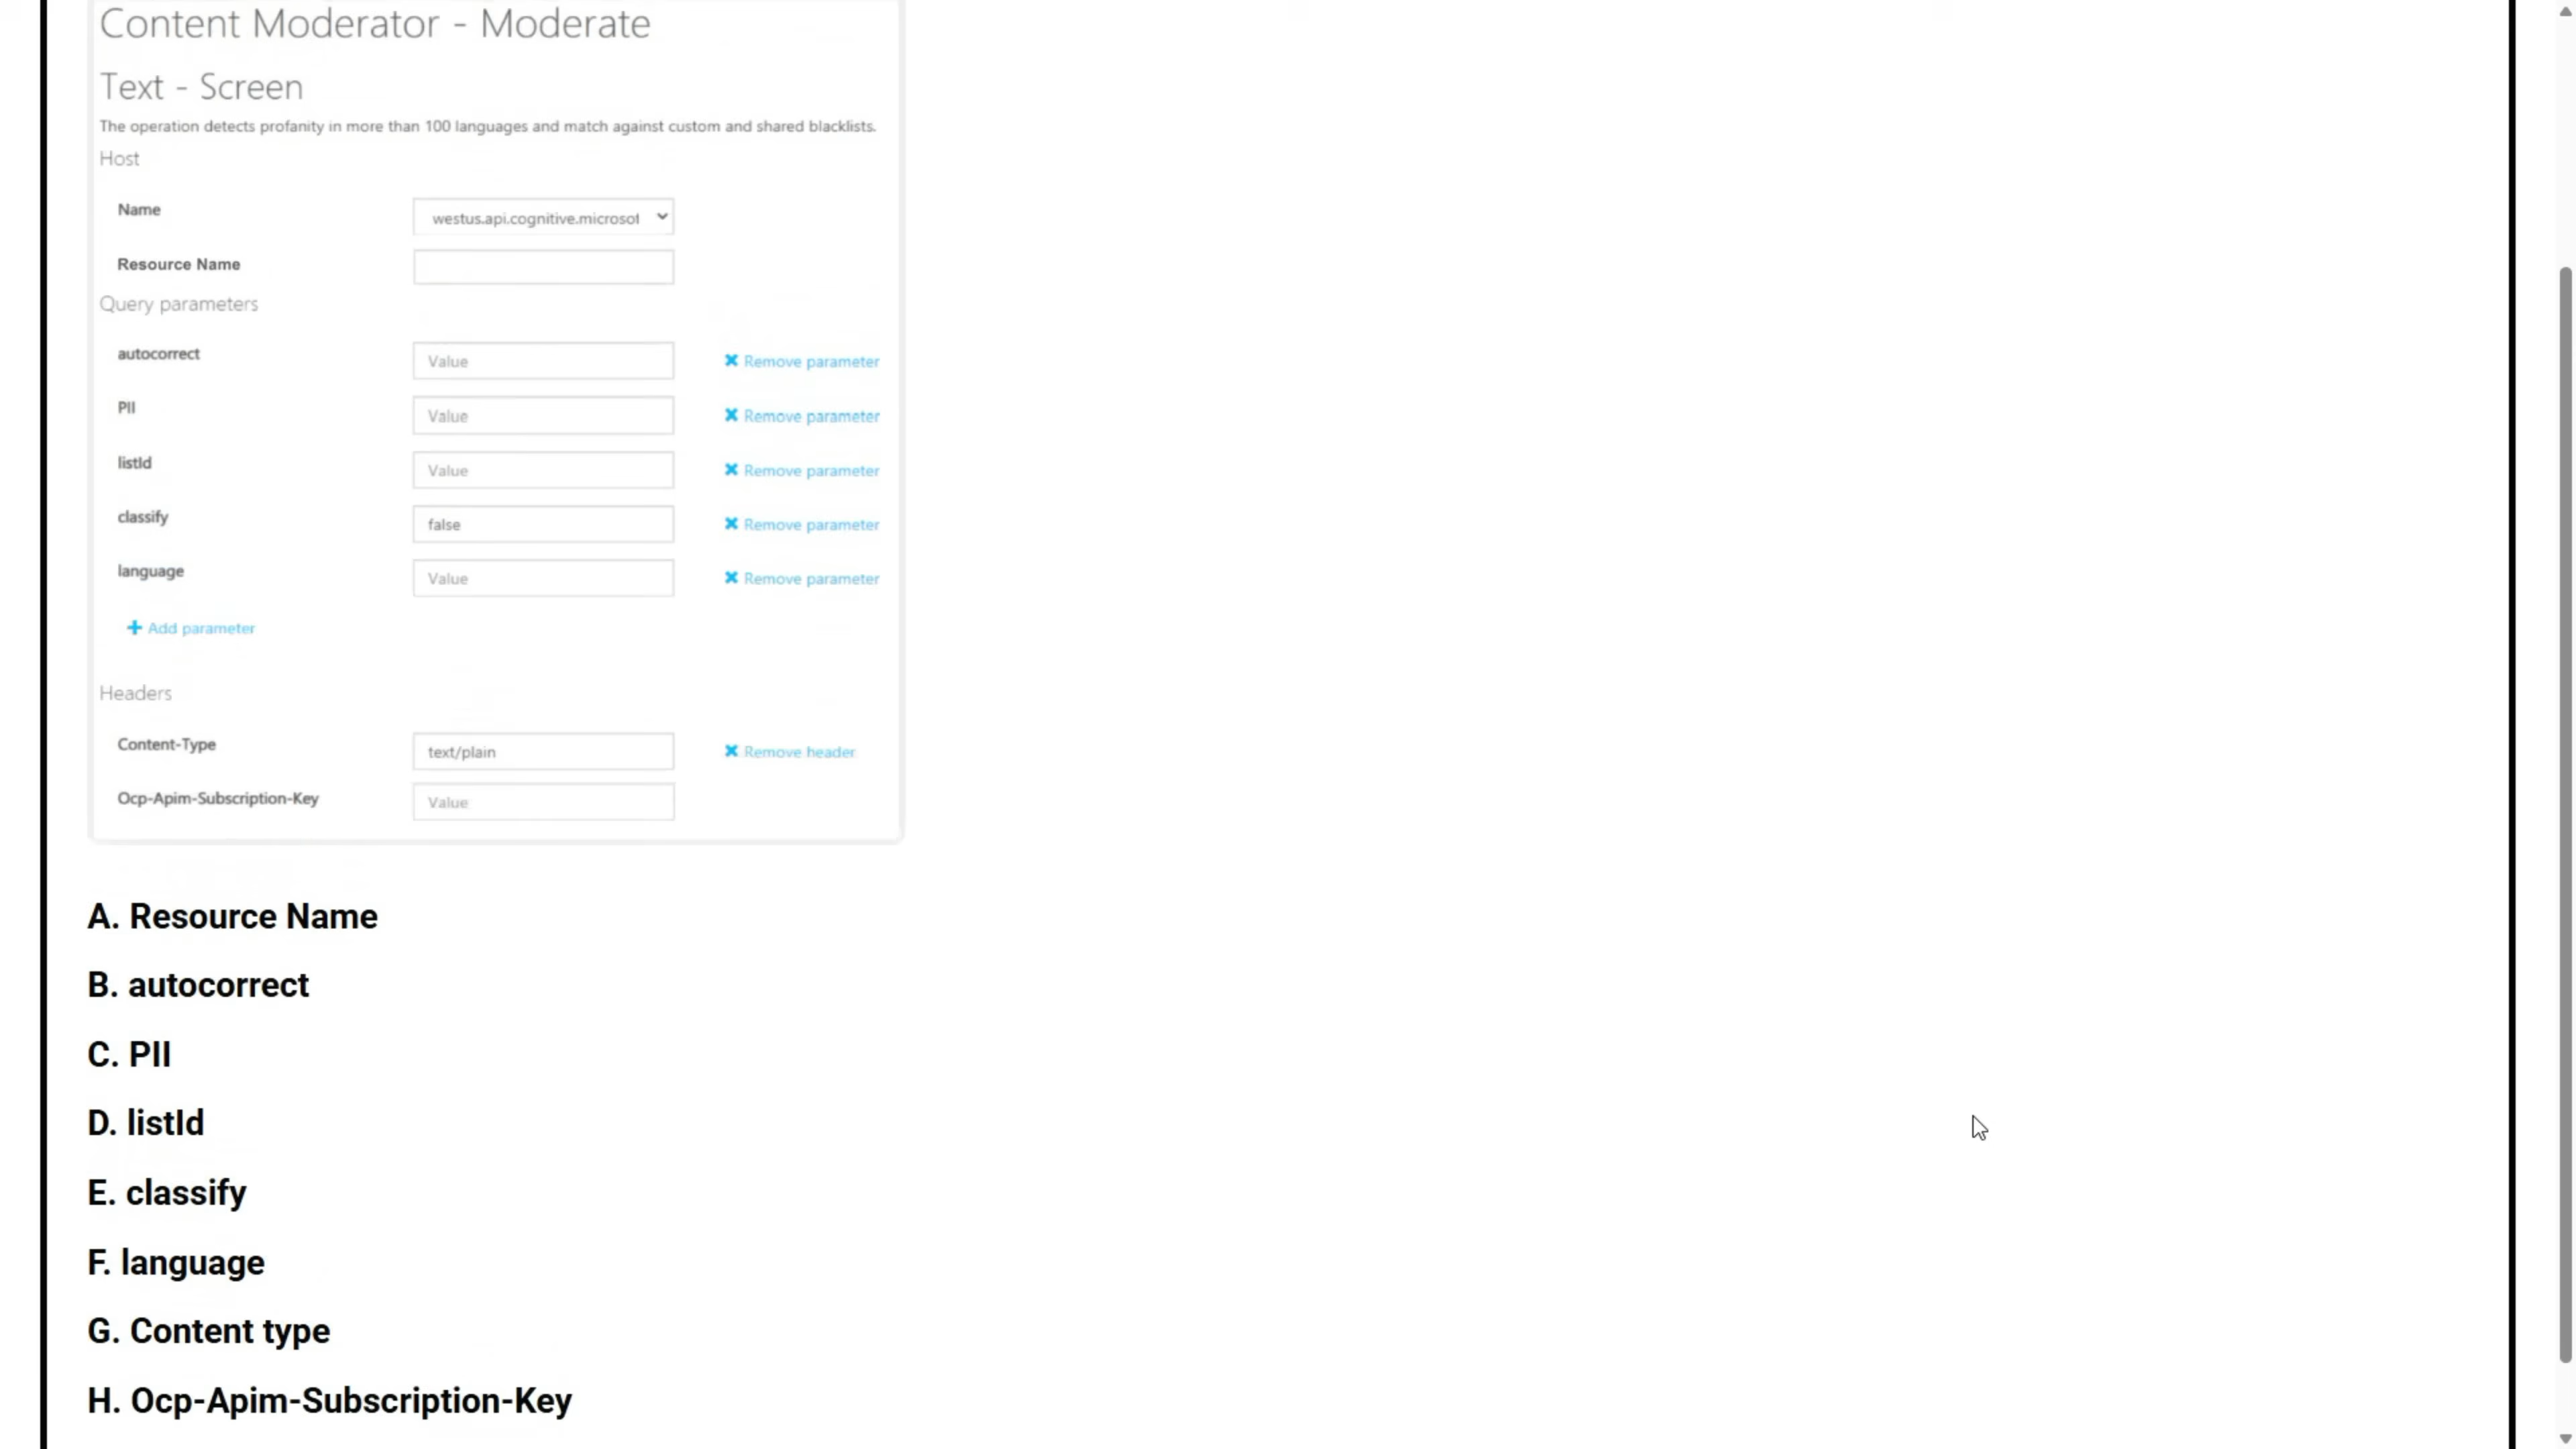 Content Moderator - Moderate
Text - Screen
The operation detects profanity in more than 100 languages and match against custom and shared blacklists.
Host
Name westus.api.cognitive.microsof
Resource Name
Query parameters
autocorrect Value Remove parameter
PII Value Remove parameter
listId Value Remove parameter
classify false Remove parameter
language Value Remove parameter
Add parameter
Headers
Content-Type text/plain Remove header
Ocp-Apim-Subscription-Key Value
A. Resource Name
B. autocorrect
C. PII
D. listId
E. classify
F. language
G. Content type
H. Ocp-Apim-Subscription-Key